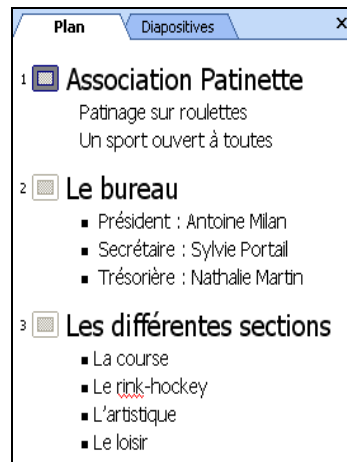 Plan Diapositives
1 Association Patinette
Patinage sur roulettes
Un sport ouvert à toutes
2 Le bureau
▪ Président : Antoine Milan
▪ Secrétaire : Sylvie Portail
▪ Trésorière : Nathalie Martin
3 Les différentes sections
▪ La course
▪ Le rink-hockey
▪ L'artistique
▪ Le loisir